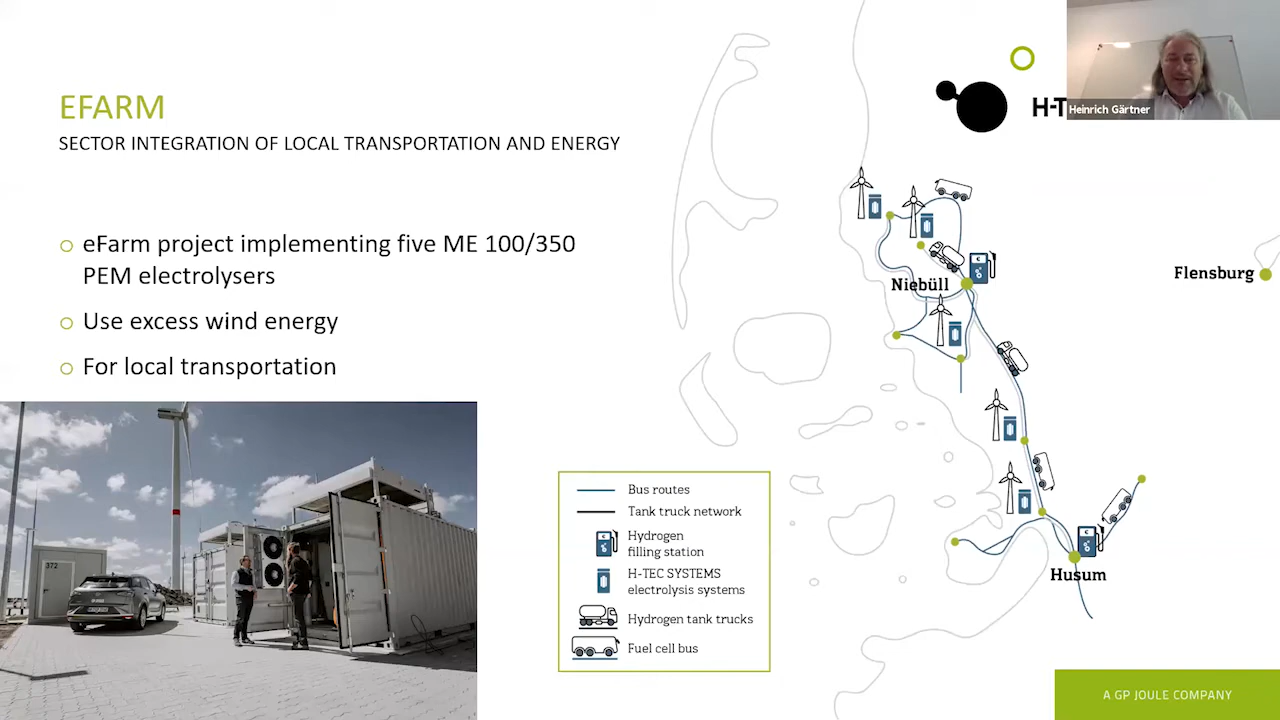 EFARM
SECTOR INTEGRATION OF LOCAL TRANSPORTATION AND ENERGY
eFarm project implementing five ME 100/350
PEM electrolysers
Use excess wind energy
For local transportation
H-T
Heinrich Gärtner
Niebüll
Flensburg
Husum
372
Bus routes
Tank truck network
Hydrogen
filling station
H-TEC SYSTEMS
electrolysis systems
Hydrogen tank trucks
Fuel cell bus
A GP JOULE COMPANY